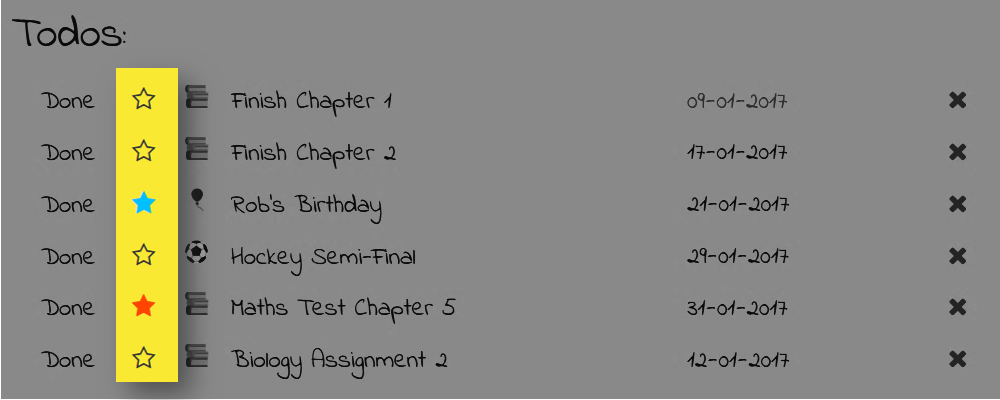 Todos:
Done Finish Chapter 1 09-01-2017
Done Finish Chapter 2 17-01-2017
Done Rob's Birthday 21-01-2017
Done Hockey Semi-Final 29-01-2017
Done Maths Test Chapter 5 31-01-2017
Done Biology Assignment 2 12-01-2017